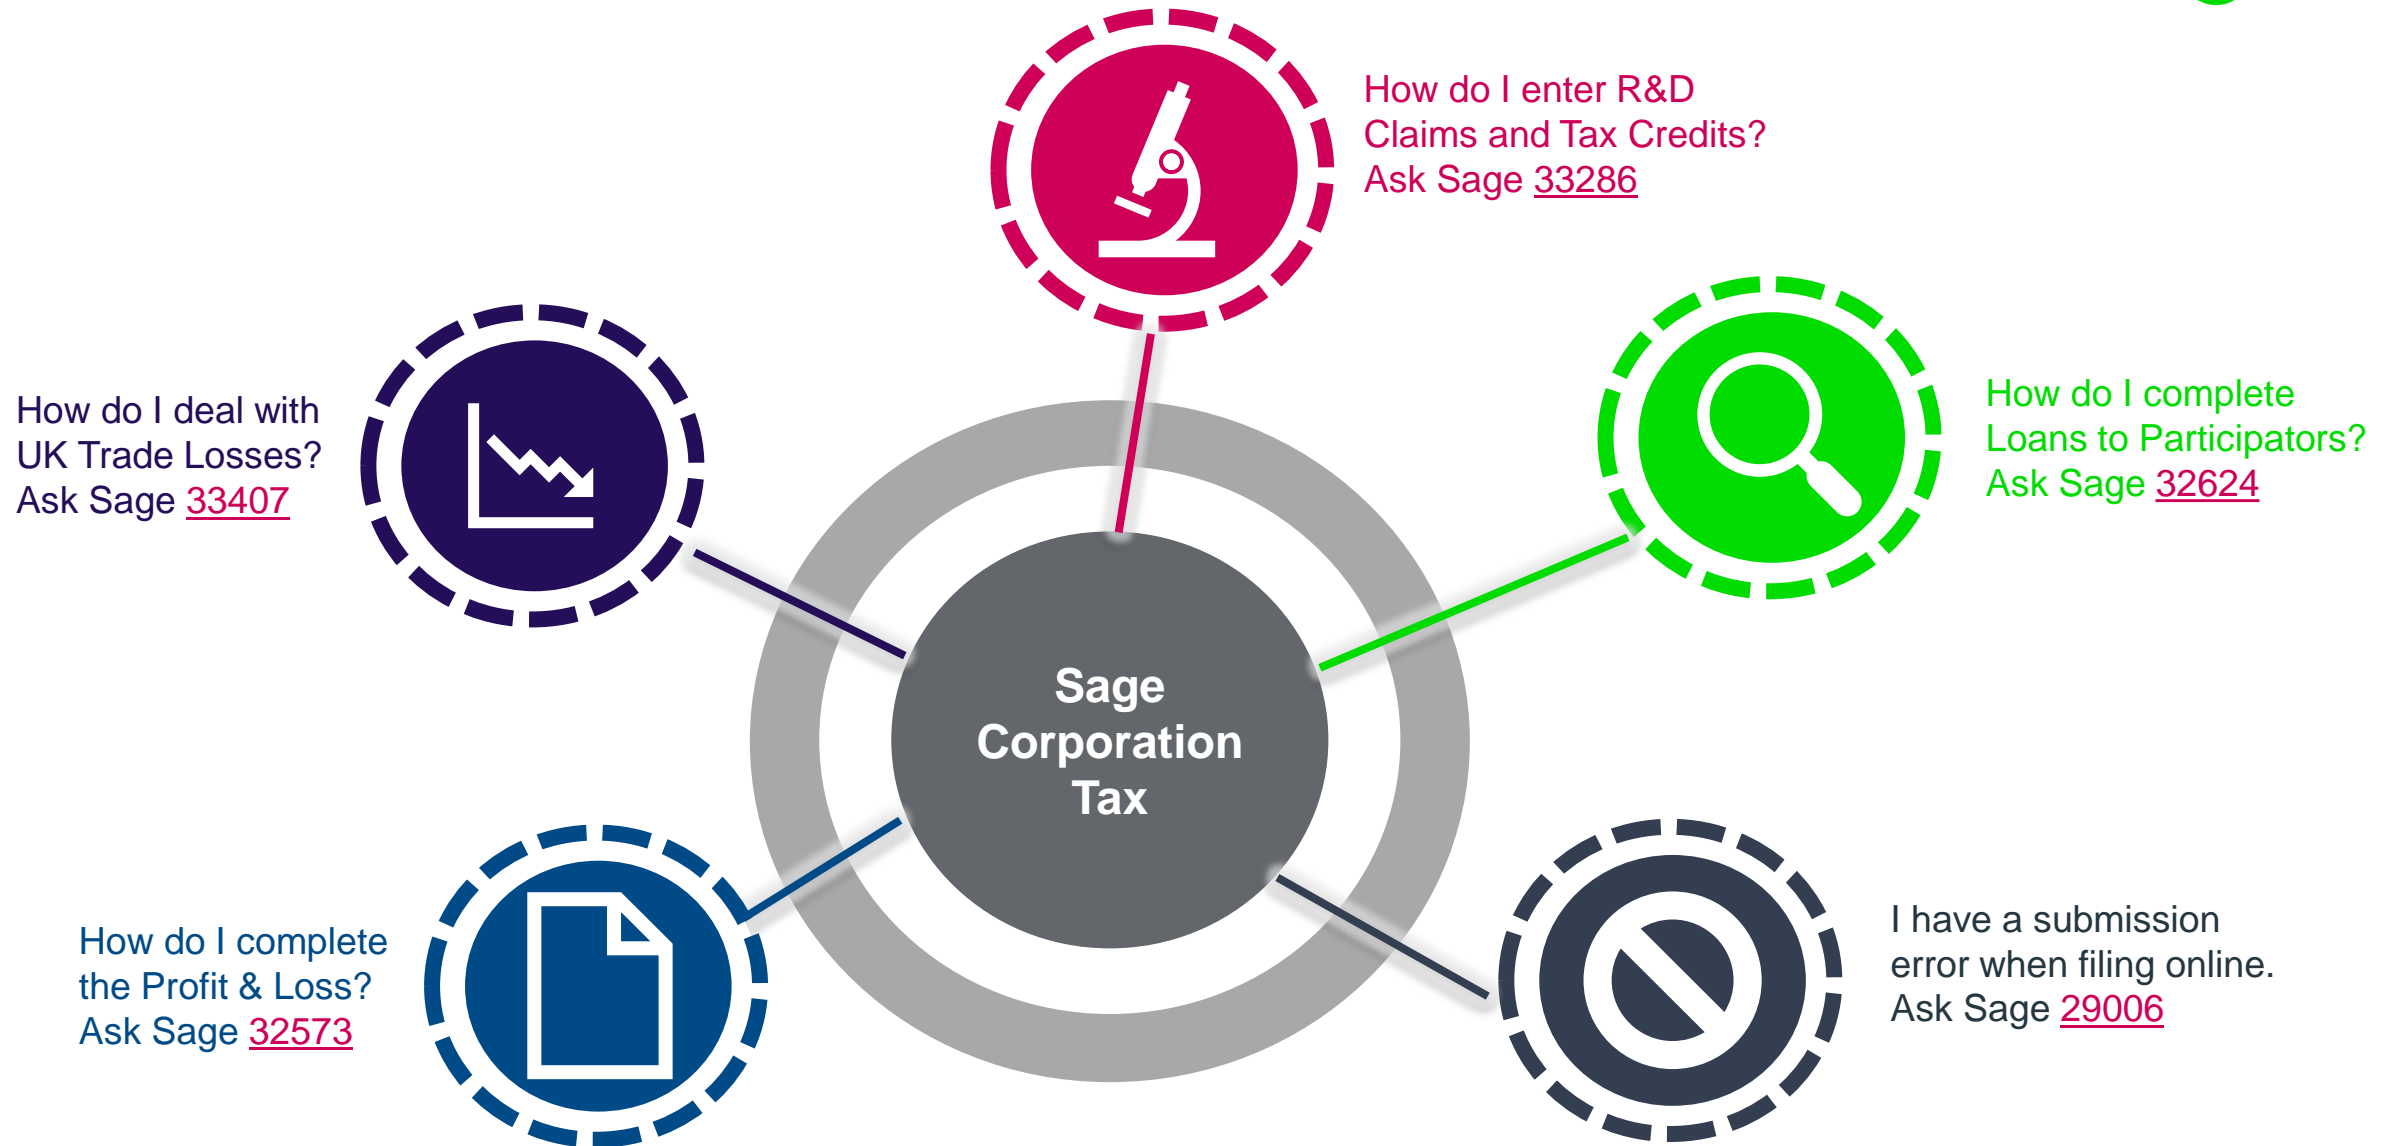 How do I enter R&D
Claims and Tax Credits?
Ask Sage 33286
How do I deal with
UK Trade Losses?
Ask Sage 33407
How do I complete
Loans to Participators?
Ask Sage 32624
Sage
Corporation
Tax
How do I complete
the Profit & Loss?
Ask Sage 32573
I have a submission
error when filing online.
Ask Sage 29006